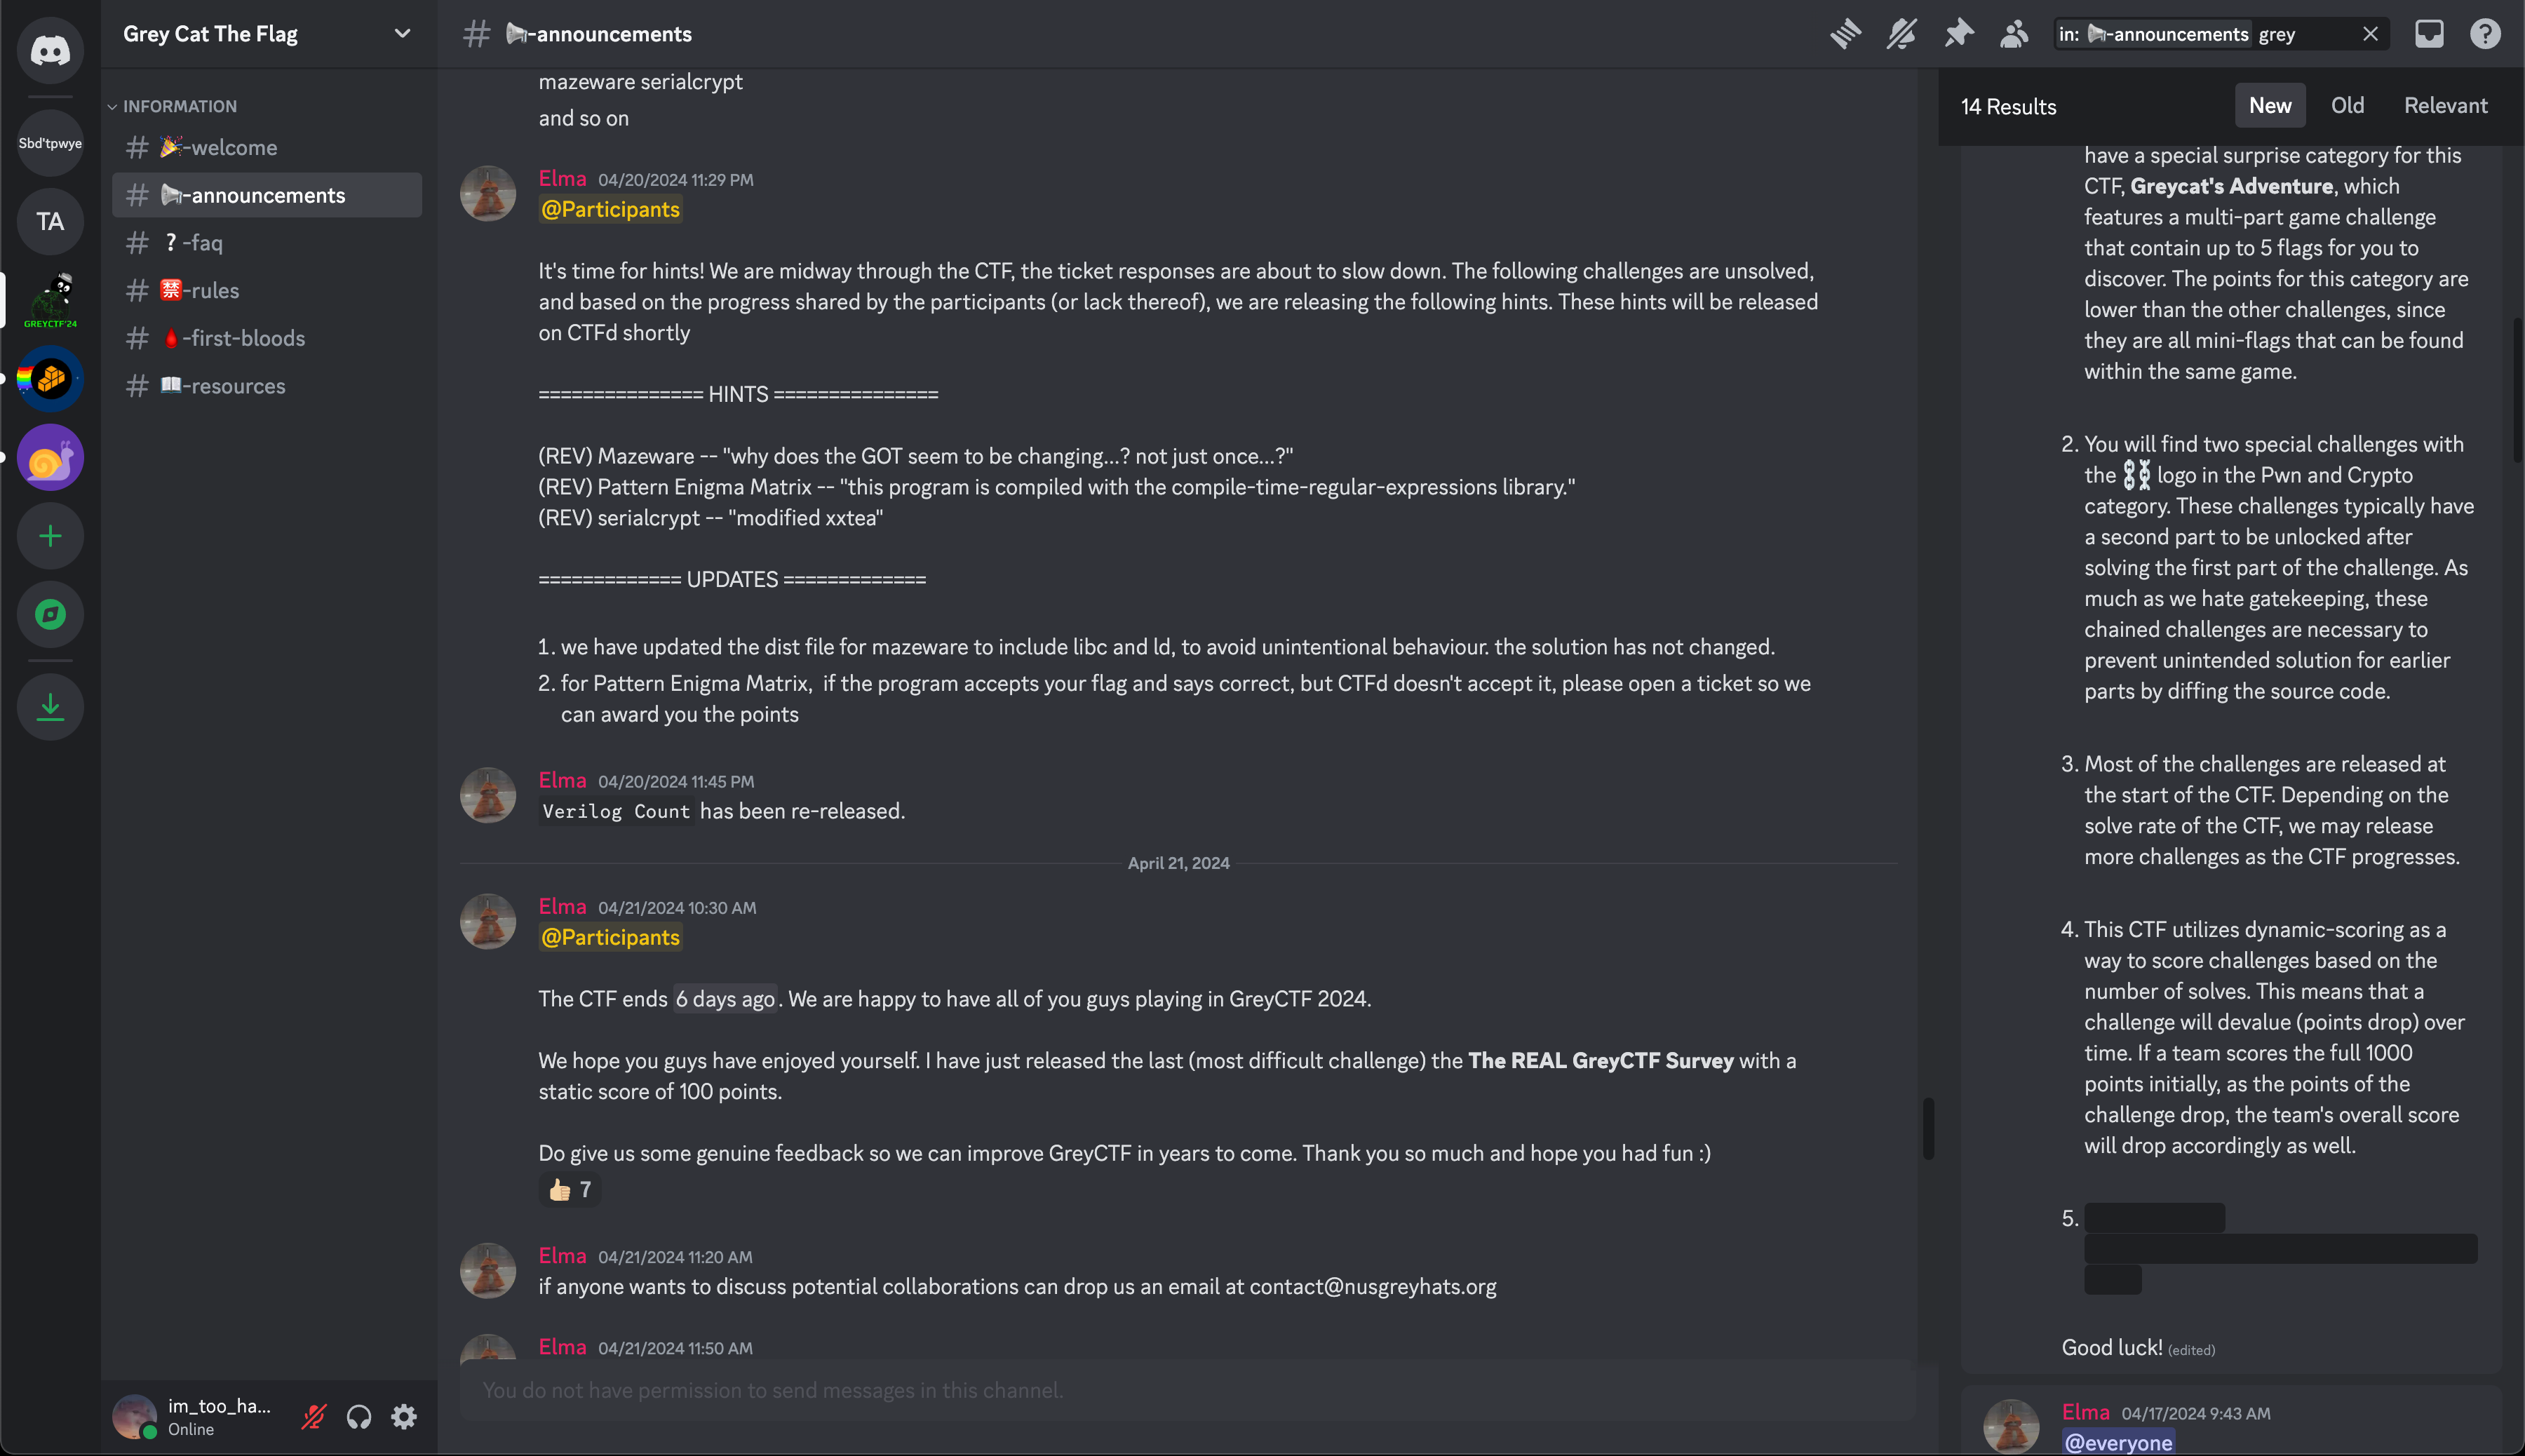 Grey Cat The Flag
INFORMATION
# 🎉-welcome
# 📢-announcements
# ❓-faq
# 🈲-rules
# 🩸-first-bloods
# 📖-resources
Sbd'tpwye
TA
GREYCTF'24
im_too_ha...
Online
# 📢-announcements
in: 📢-announcements grey
mazeware serialcrypt
and so on
Elma 04/20/2024 11:29 PM
@Participants
It's time for hints! We are midway through the CTF, the ticket responses are about to slow down. The following challenges are unsolved,
and based on the progress shared by the participants (or lack thereof), we are releasing the following hints. These hints will be released
on CTFd shortly
=============== HINTS ===============
(REV) Mazeware -- "why does the GOT seem to be changing...? not just once...?"
(REV) Pattern Enigma Matrix -- "this program is compiled with the compile-time-regular-expressions library."
(REV) serialcrypt -- "modified xxtea"
============= UPDATES =============
1. we have updated the dist file for mazeware to include libc and ld, to avoid unintentional behaviour. the solution has not changed.
2. for Pattern Enigma Matrix,  if the program accepts your flag and says correct, but CTFd doesn't accept it, please open a ticket so we
can award you the points
Elma 04/20/2024 11:45 PM
Verilog Count has been re-released.
April 21, 2024
Elma 04/21/2024 10:30 AM
@Participants
The CTF ends 6 days ago. We are happy to have all of you guys playing in GreyCTF 2024.
We hope you guys have enjoyed yourself. I have just released the last (most difficult challenge) the The REAL GreyCTF Survey with a
static score of 100 points.
Do give us some genuine feedback so we can improve GreyCTF in years to come. Thank you so much and hope you had fun :)
👍 7
Elma 04/21/2024 11:20 AM
if anyone wants to discuss potential collaborations can drop us an email at contact@nusgreyhats.org
Elma 04/21/2024 11:50 AM
You do not have permission to send messages in this channel.
14 Results
New Old Relevant
have a special surprise category for this
CTF, Greycat's Adventure, which
features a multi-part game challenge
that contain up to 5 flags for you to
discover. The points for this category are
lower than the other challenges, since
they are all mini-flags that can be found
within the same game.
2. You will find two special challenges with
the ⛓️ logo in the Pwn and Crypto
category. These challenges typically have
a second part to be unlocked after
solving the first part of the challenge. As
much as we hate gatekeeping, these
chained challenges are necessary to
prevent unintended solution for earlier
parts by diffing the source code.
3. Most of the challenges are released at
the start of the CTF. Depending on the
solve rate of the CTF, we may release
more challenges as the CTF progresses.
4. This CTF utilizes dynamic-scoring as a
way to score challenges based on the
number of solves. This means that a
challenge will devalue (points drop) over
time. If a team scores the full 1000
points initially, as the points of the
challenge drop, the team's overall score
will drop accordingly as well.
5.
Good luck! (edited)
Elma 04/17/2024 9:43 AM
@everyone